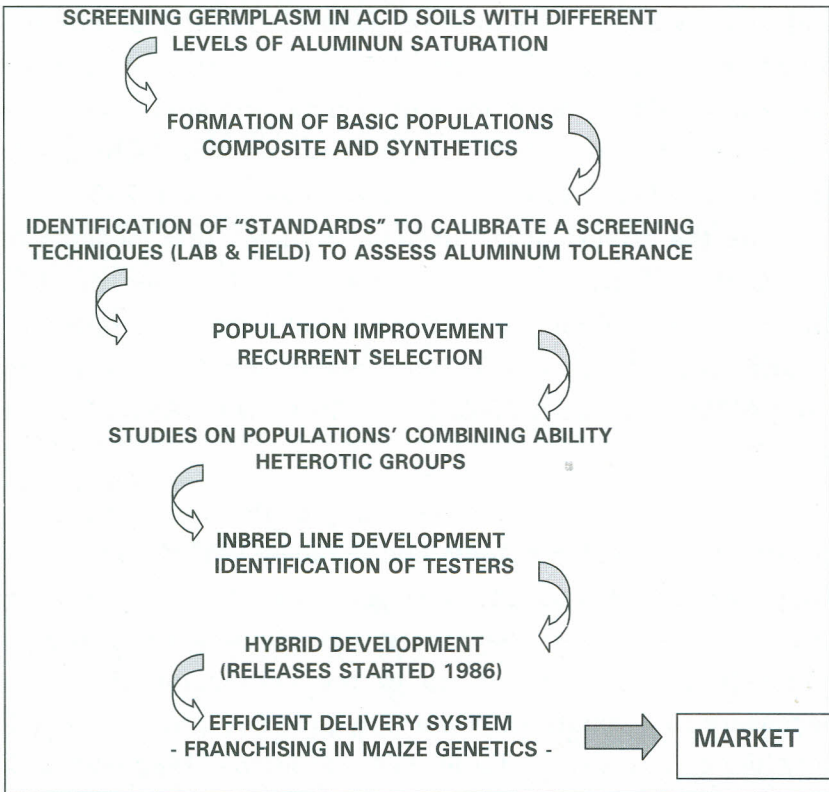 SCREENING GERMPLASM IN ACID SOILS WITH DIFFERENT
LEVELS OF ALUMINUN SATURATION
FORMATION OF BASIC POPULATIONS
COMPOSITE AND SYNTHETICS
IDENTIFICATION OF "STANDARDS" TO CALIBRATE A SCREENING
TECHNIQUES (LAB & FIELD) TO ASSESS ALUMINUM TOLERANCE
POPULATION IMPROVEMENT
RECURRENT SELECTION
STUDIES ON POPULATIONS' COMBINING ABILITY
HETEROTIC GROUPS
INBRED LINE DEVELOPMENT
IDENTIFICATION OF TESTERS
HYBRID DEVELOPMENT
(RELEASES STARTED 1986)
EFFICIENT DELIVERY SYSTEM
- FRANCHISING IN MAIZE GENETICS -
MARKET